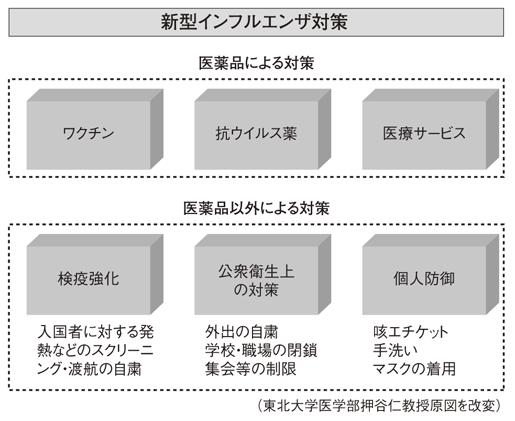 新型インフルエンザ対策
医薬品による対策
ワクチン
抗ウイルス薬
医療サービス
医薬品以外による対策
検疫強化
公衆衛生上
の対策
個人防御
入国者に対する発
熱などのスクリーニ
ング・渡航の自粛
外出の自粛
学校・職場の閉鎖
集会等の制限
咳エチケット
手洗い
マスクの着用
（東北大学医学部押谷仁教授原図を改変）